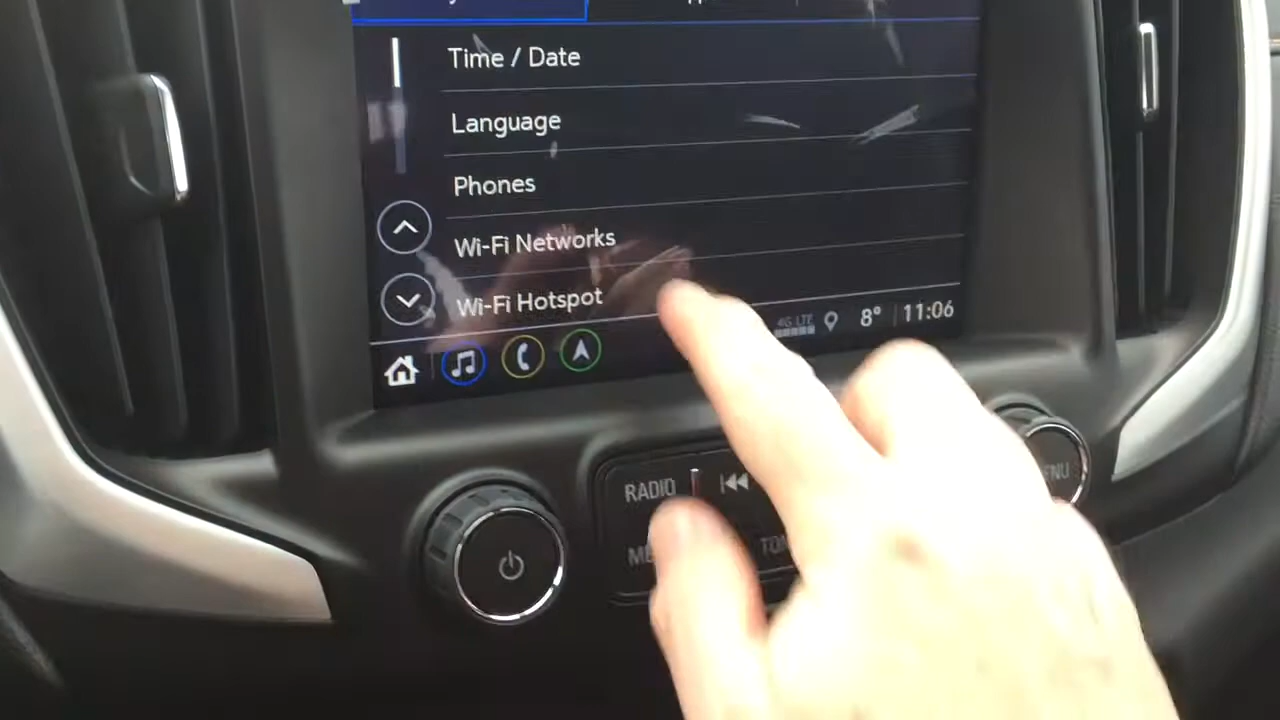 Time / Date
Language
Phones
Wi-Fi Networks
Wi-Fi Hotspot
4G LTE 8° 11:06
RADIO